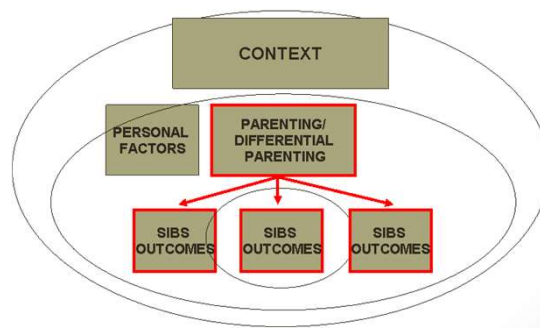 CONTEXT
PERSONAL
FACTORS
PARENTING/
DIFFERENTIAL
PARENTING
SIBS
OUTCOMES
SIBS
OUTCOMES
SIBS
OUTCOMES